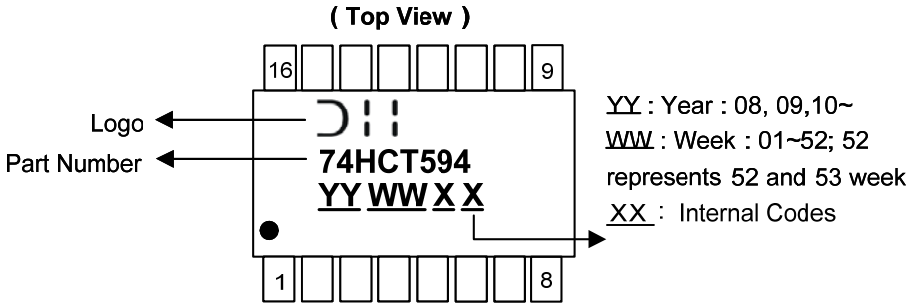 ( Top View )
16 9
Logo
Part Number
74HCT594
YY WW X X
1 8
YY : Year : 08, 09,10~
WW : Week : 01~52; 52
represents 52 and 53 week
XX : Internal Codes